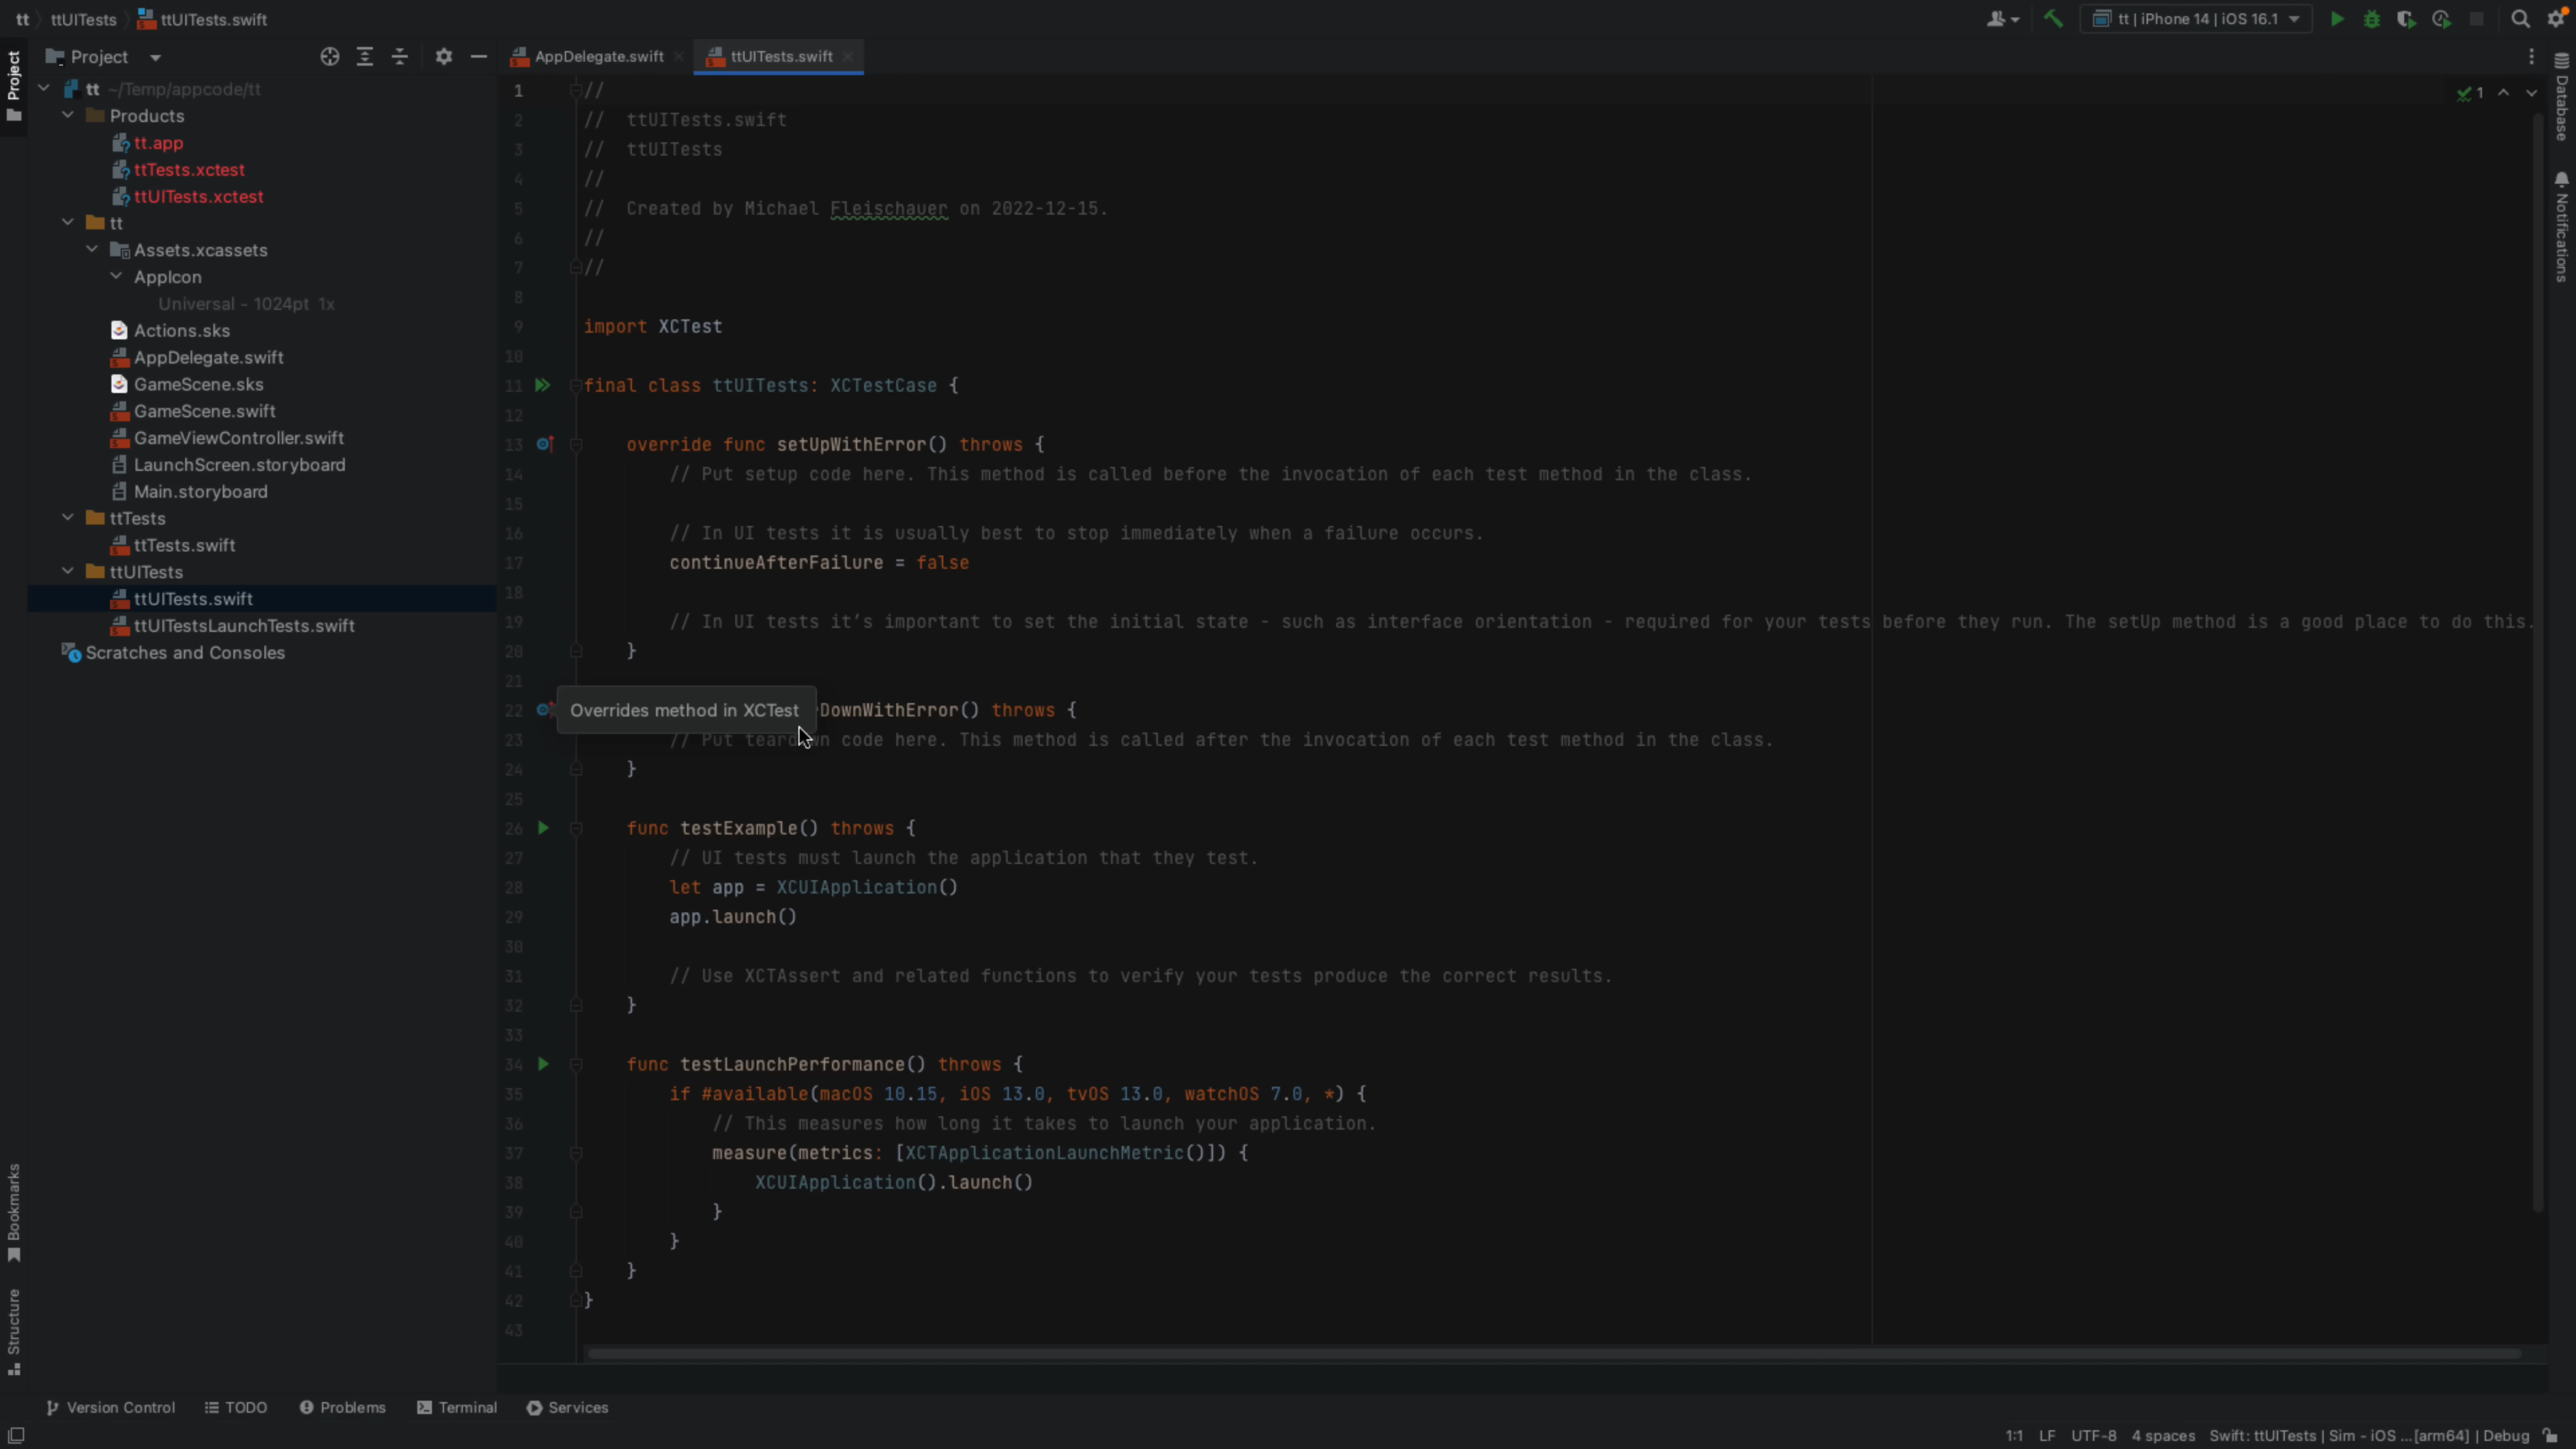 tt ttUITests ttUITests.swift
tt | iPhone 14 | iOS 16.1
Project
Project
AppDelegate.swift
ttUITests.swift
tt ~/Temp/appcode/tt
Products
tt.app
ttTests.xctest
ttUITests.xctest
tt
Assets.xcassets
AppIcon
Universal - 1024pt 1x
Actions.sks
AppDelegate.swift
GameScene.sks
GameScene.swift
GameViewController.swift
LaunchScreen.storyboard
Main.storyboard
ttTests
ttTests.swift
ttUITests
ttUITests.swift
ttUITestsLaunchTests.swift
Scratches and Consoles
1 //
2 // ttUITests.swift
3 // ttUITests
4 //
5 // Created by Michael Fleischauer on 2022-12-15.
6 //
7 //
8
9 import XCTest
10
11 final class ttUITests: XCTestCase {
12
13 override func setUpWithError() throws {
14 // Put setup code here. This method is called before the invocation of each test method in the class.
15
16 // In UI tests it is usually best to stop immediately when a failure occurs.
17 continueAfterFailure = false
18
19 // In UI tests it’s important to set the initial state - such as interface orientation - required for your tests before they run. The setUp method is a good place to do this.
20 }
21
22 Overrides method in XCTest DownWithError() throws {
23 // Put teardown code here. This method is called after the invocation of each test method in the class.
24 }
25
26 func testExample() throws {
27 // UI tests must launch the application that they test.
28 let app = XCUIApplication()
29 app.launch()
30
31 // Use XCTAssert and related functions to verify your tests produce the correct results.
32 }
33
34 func testLaunchPerformance() throws {
35 if #available(macOS 10.15, iOS 13.0, tvOS 13.0, watchOS 7.0, *) {
36 // This measures how long it takes to launch your application.
37 measure(metrics: [XCTApplicationLaunchMetric()]) {
38 XCUIApplication().launch()
39 }
40 }
41 }
42 }
43
1
Database
Notifications
Bookmarks
Structure
Version Control TODO Problems Terminal Services
1:1 LF UTF-8 4 spaces Swift: ttUITests | Sim - iOS ...[arm64] | Debug